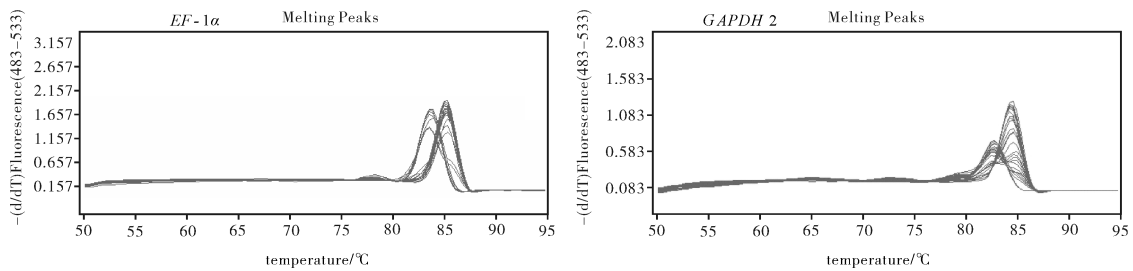 EF-1α Melting Peaks
−(d/dT)Fluorescence(483−533)
3.157
2.657
2.157
1.657
1.157
0.657
0.157
50 55 60 65 70 75 80 85 90 95
temperature/℃
GAPDH 2 Melting Peaks
−(d/dT)Fluorescence(483−533)
2.083
1.583
1.083
0.583
0.083
50 55 60 65 70 75 80 85 90 95
temperature/℃